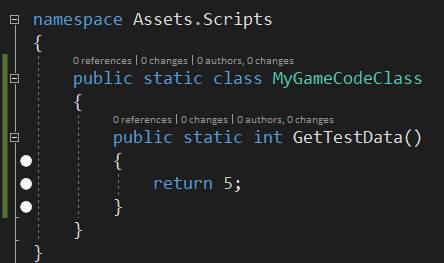 namespace Assets.Scripts
{
0 references | 0 changes | 0 authors, 0 changes
public static class MyGameCodeClass
{
0 references | 0 changes | 0 authors, 0 changes
public static int GetTestData()
{
return 5;
}
}
}